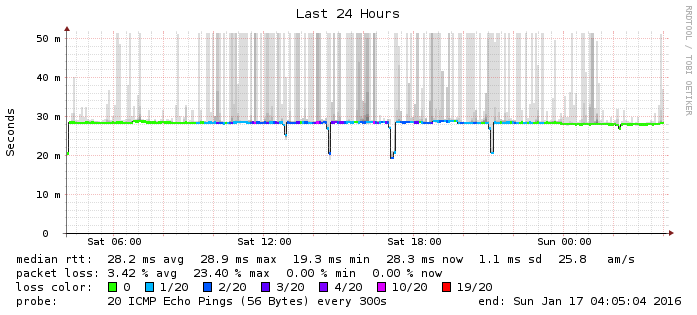 Last 24 Hours
RRDTOOL / TOBI OETIKER
Seconds
50 m
40 m
30 m
20 m
10 m
0
Sat 06:00 Sat 12:00 Sat 18:00 Sun 00:00
median rtt: 28.2 ms avg 28.9 ms max 19.3 ms min 28.3 ms now 1.1 ms sd 25.8 am/s
packet loss: 3.42 % avg 23.40 % max 0.00 % min 0.00 % now
loss color: 0 1/20 2/20 3/20 4/20 10/20 19/20
probe: 20 ICMP Echo Pings (56 Bytes) every 300s end: Sun Jan 17 04:05:04 2016